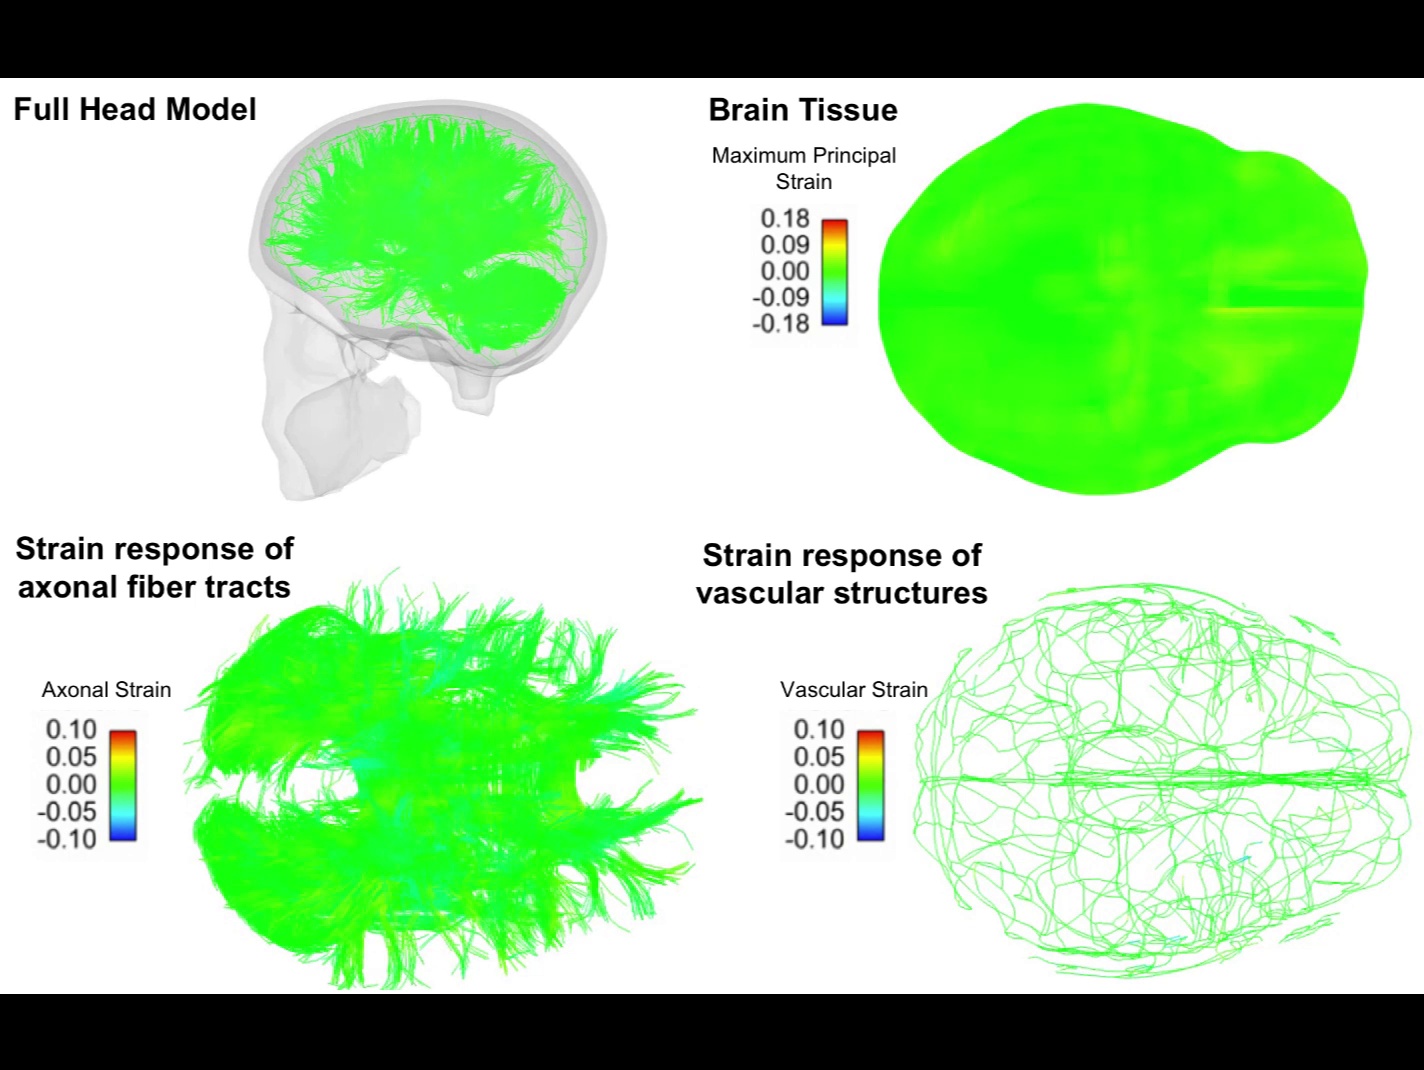 Full Head Model
Brain Tissue
Maximum Principal
Strain
0.18
0.09
0.00
-0.09
-0.18
Strain response of
axonal fiber tracts
Axonal Strain
0.10
0.05
0.00
-0.05
-0.10
Strain response of
vascular structures
Vascular Strain
0.10
0.05
0.00
-0.05
-0.10